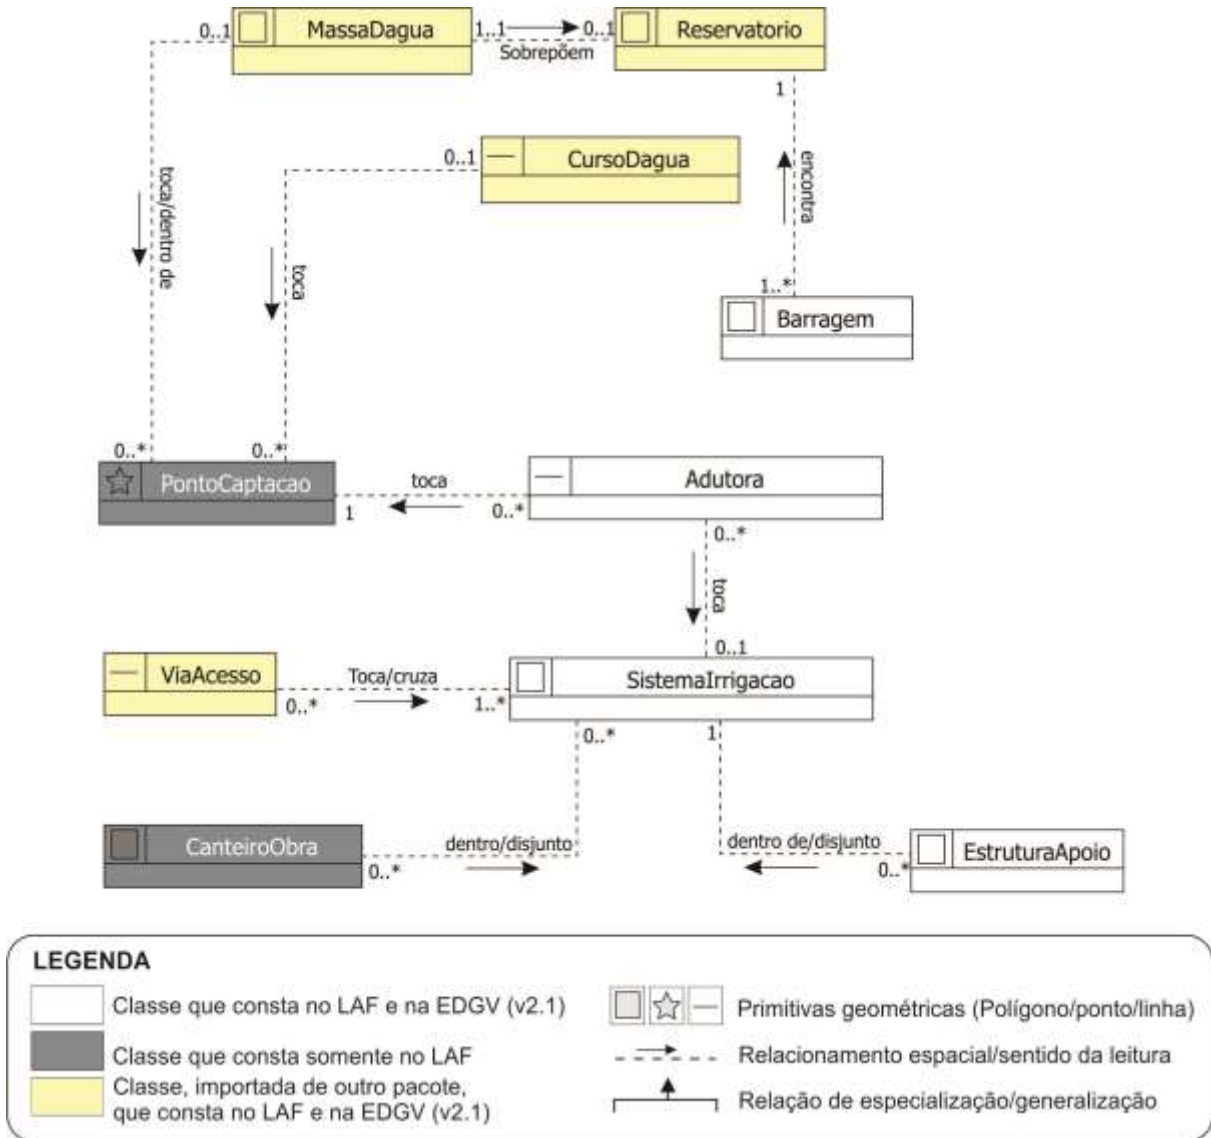 0..1
MassaDagua
1..1
0..1
Reservatorio
Sobrepõem
1
0..1
CursoDagua
encontra
toca/dentro de
toca
1..*
Barragem
0..*
0..*
PontoCaptacao
toca
Adutora
1
0..*
0..*
toca
0..1
ViaAcesso
Toca/cruza
SistemaIrrigacao
0..*
1..*
0..*
1
CanteiroObra
dentro/disjunto
dentro de/disjunto
EstruturaApoio
0..*
0..*
LEGENDA
Classe que consta no LAF e na EDGV (v2.1)
Classe que consta somente no LAF
Classe, importada de outro pacote,
que consta no LAF e na EDGV (v2.1)
Primitivas geométricas (Polígono/ponto/linha)
Relacionamento espacial/sentido da leitura
Relação de especialização/generalização